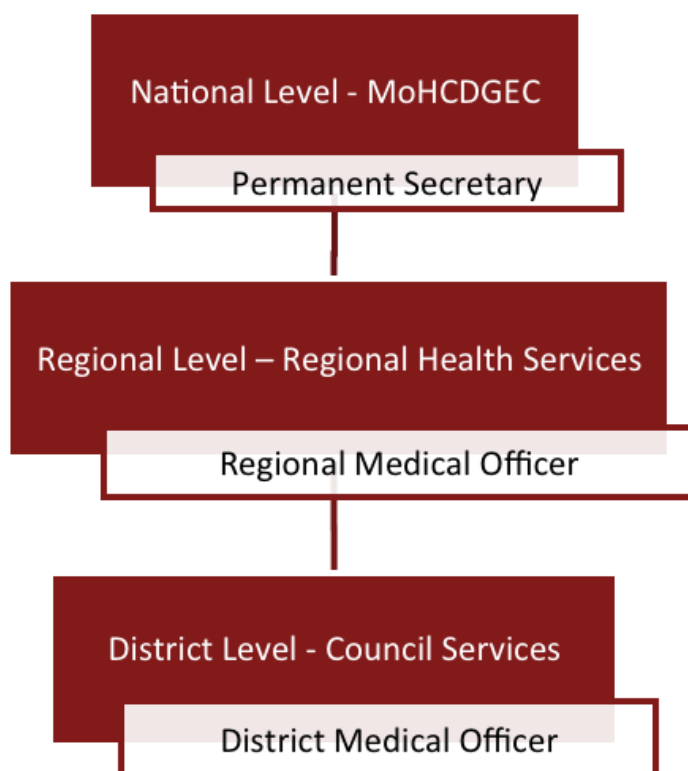 National Level - MoHCDGEC
Permanent Secretary
Regional Level – Regional Health Services
Regional Medical Officer
District Level - Council Services
District Medical Officer